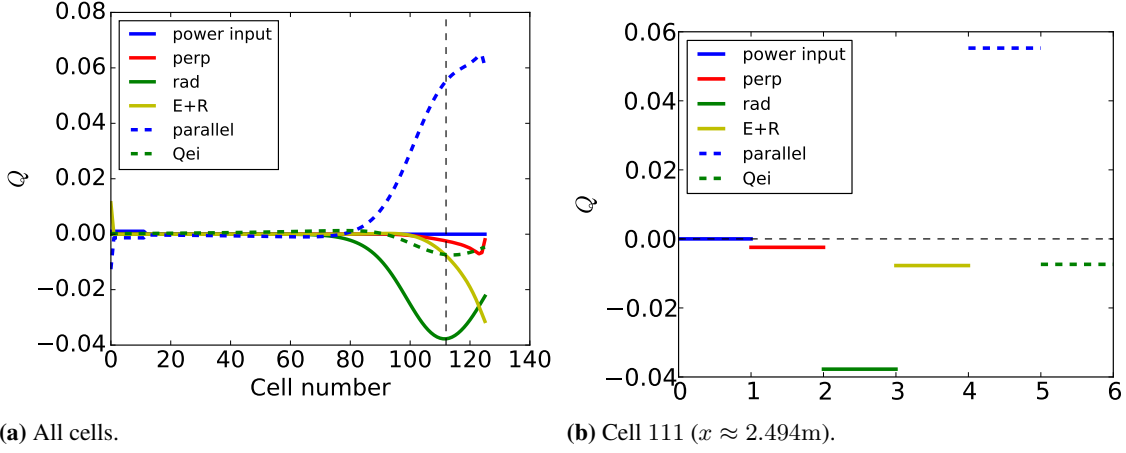 0.08
0.06
0.04
0.02
0.00
−0.02
−0.04
Q
power input
perp
rad
E+R
parallel
Qei
0 20 40 60 80 100 120 140
Cell number
(a) All cells.
0.06
0.04
0.02
0.00
−0.02
−0.04
Q
power input
perp
rad
E+R
parallel
Qei
0 1 2 3 4 5 6
(b) Cell 111 (x ≈ 2.494m).